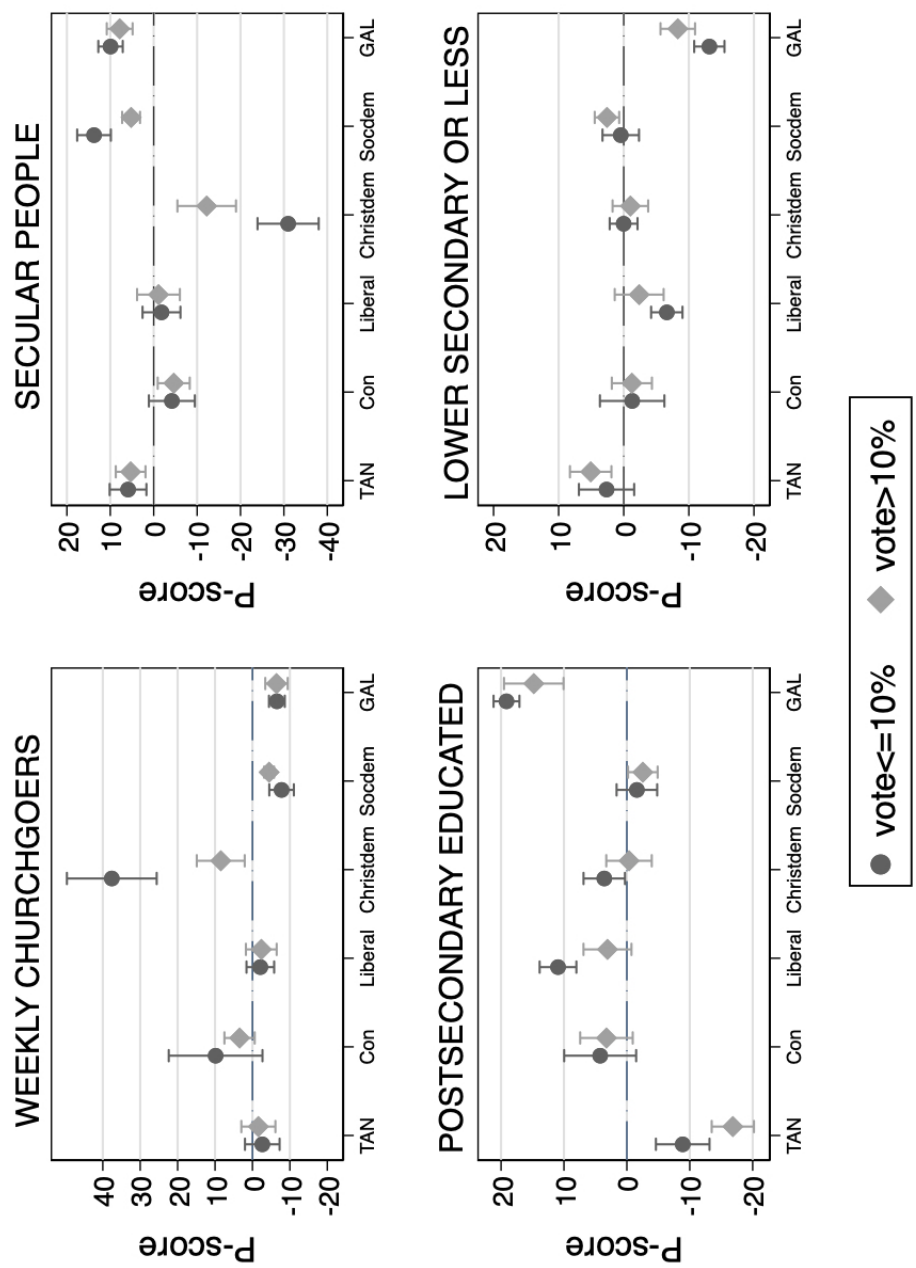 WEEKLY CHURCHGOERS
P-score
40
30
20
10
0
-10
-20
TAN Con Liberal Christdem Socdem GAL
SECULAR PEOPLE
P-score
20
10
0
-10
-20
-30
-40
TAN Con Liberal Christdem Socdem GAL
POSTSECONDARY EDUCATED
P-score
20
10
0
-10
-20
TAN Con Liberal Christdem Socdem GAL
LOWER SECONDARY OR LESS
P-score
20
10
0
-10
-20
TAN Con Liberal Christdem Socdem GAL
vote<=10% vote>10%